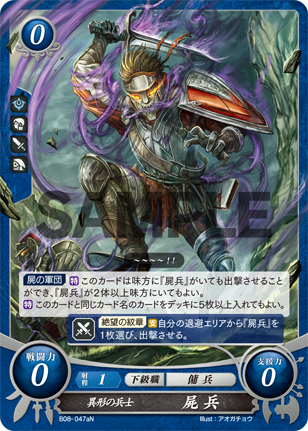 0
0
SAMPLE
~~~~!!
屍の軍団 特 このカードは味方に『屍兵』がいても出撃させること
ができ、『屍兵』が2体以上味方にいてもよい。
特 このカードと同じカード名のカードをデッキに5枚以上入れてもよい。
絶望の紋章 支 自分の退避エリアから『屍兵』を
1枚選び、出撃させる。
戦闘力 0
射程 1 下級職 傭兵
支援力 0
異形の兵士 屍兵
B08-047aN Illust:アオガチョウ